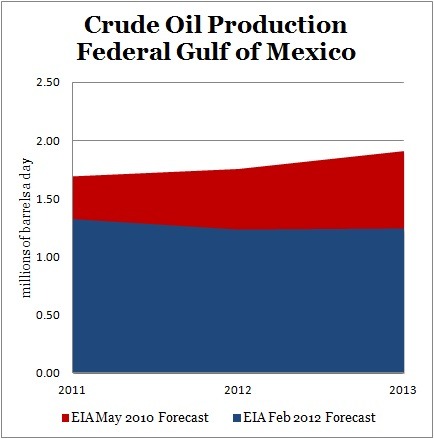 Crude Oil Production
Federal Gulf of Mexico
2.50
2.00
1.50
1.00
0.50
0.00
millions of barrels a day
2011 2012 2013
EIA May 2010 Forecast EIA Feb 2012 Forecast